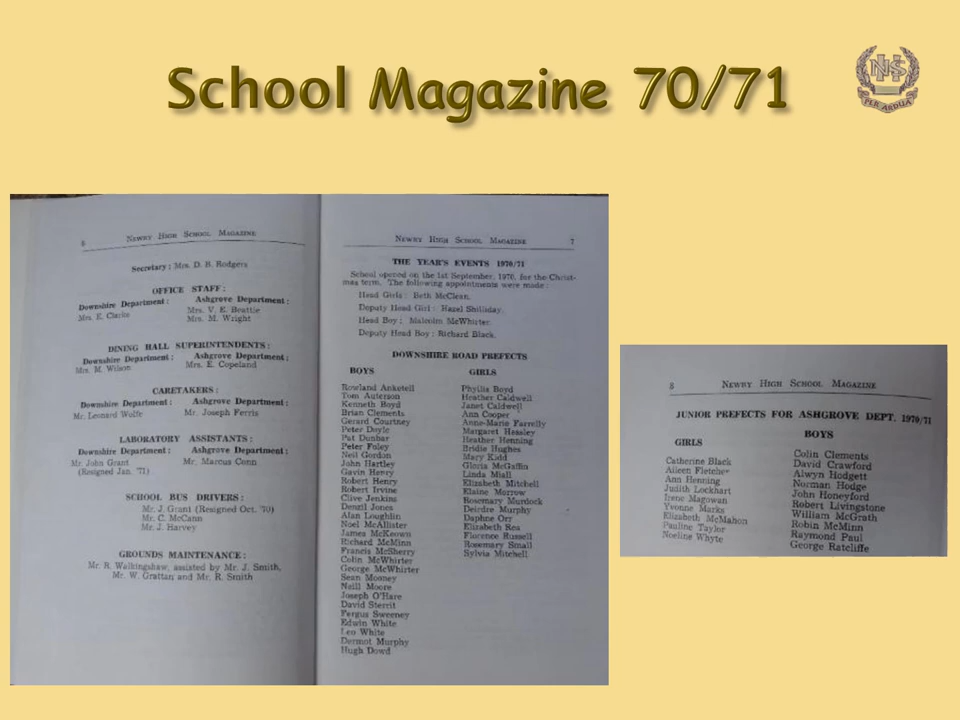 School Magazine 70/71
NHS
PER ARDUA
6 NEWRY HIGH SCHOOL MAGAZINE
Secretary : Mrs. D. B. Rodgers
OFFICE STAFF :
Downshire Department : Ashgrove Department :
Mrs. E. Clarke Mrs. V. E. Beattie
Mrs. M. Wright
DINING HALL SUPERINTENDENTS :
Downshire Department : Ashgrove Department :
Mrs. M. Wilson Mrs. E. Copeland
CARETAKERS :
Downshire Department : Ashgrove Department :
Mr. Leonard Wolfe Mr. Joseph Ferris
LABORATORY ASSISTANTS :
Downshire Department : Ashgrove Department :
Mr. John Grant Mr. Marcus Conn
(Resigned Jan. '71)
SCHOOL BUS DRIVERS :
Mr. J. Grant (Resigned Oct. '70)
Mr. C. McCann
Mr. J. Harvey
GROUNDS MAINTENANCE :
Mr. R. Walkingshaw, assisted by Mr. J. Smith,
Mr. W. Grattan and Mr. R. Smith
NEWRY HIGH SCHOOL MAGAZINE 7
THE YEAR'S EVENTS 1970/71
School opened on the 1st September, 1970, for the Christ-
mas term. The following appointments were made :
Head Girls : Beth McClean.
Deputy Head Girl : Hazel Shilliday.
Head Boy : Malcolm McWhirter.
Deputy Head Boy : Richard Black.
DOWNSHIRE ROAD PREFECTS
BOYS
Rowland Anketell
Tom Auterson
Kenneth Boyd
Brian Clements
Gerard Courtney
Peter Doyle
Pat Dunbar
Peter Foley
Neil Gordon
John Hartley
Gavin Henry
Robert Henry
Robert Irvine
Clive Jenkins
Denzil Jones
Alan Loughlin
Noel McAllister
James McKeown
Richard McMinn
Francis McSherry
Colin McWhirter
George McWhirter
Sean Mooney
Neill Moore
Joseph O'Hare
David Sterrit
Fergus Sweeney
Edwin White
Leo White
Dermot Murphy
Hugh Dowd
GIRLS
Phyllis Boyd
Heather Caldwell
Janet Caldwell
Ann Cooper
Anne-Marie Farrelly
Margaret Heasley
Heather Henning
Bridie Hughes
Mary Kidd
Gloria McGaffin
Linda Miall
Elizabeth Mitchell
Elaine Morrow
Rosemary Murdock
Deirdre Murphy
Daphne Orr
Elizabeth Rea
Florence Russell
Rosemary Small
Sylvia Mitchell
8 NEWRY HIGH SCHOOL MAGAZINE
JUNIOR PREFECTS FOR ASHGROVE DEPT. 1970/71
GIRLS
Catherine Black
Aileen Fletcher
Ann Henning
Judith Lockhart
Irene Magowan
Yvonne Marks
Elizabeth McMahon
Pauline Taylor
Noeline Whyte
BOYS
Colin Clements
David Crawford
Alwyn Hodgett
Norman Hodge
John Honeyford
Robert Livingstone
William McGrath
Robin McMinn
Raymond Paul
George Ratcliffe